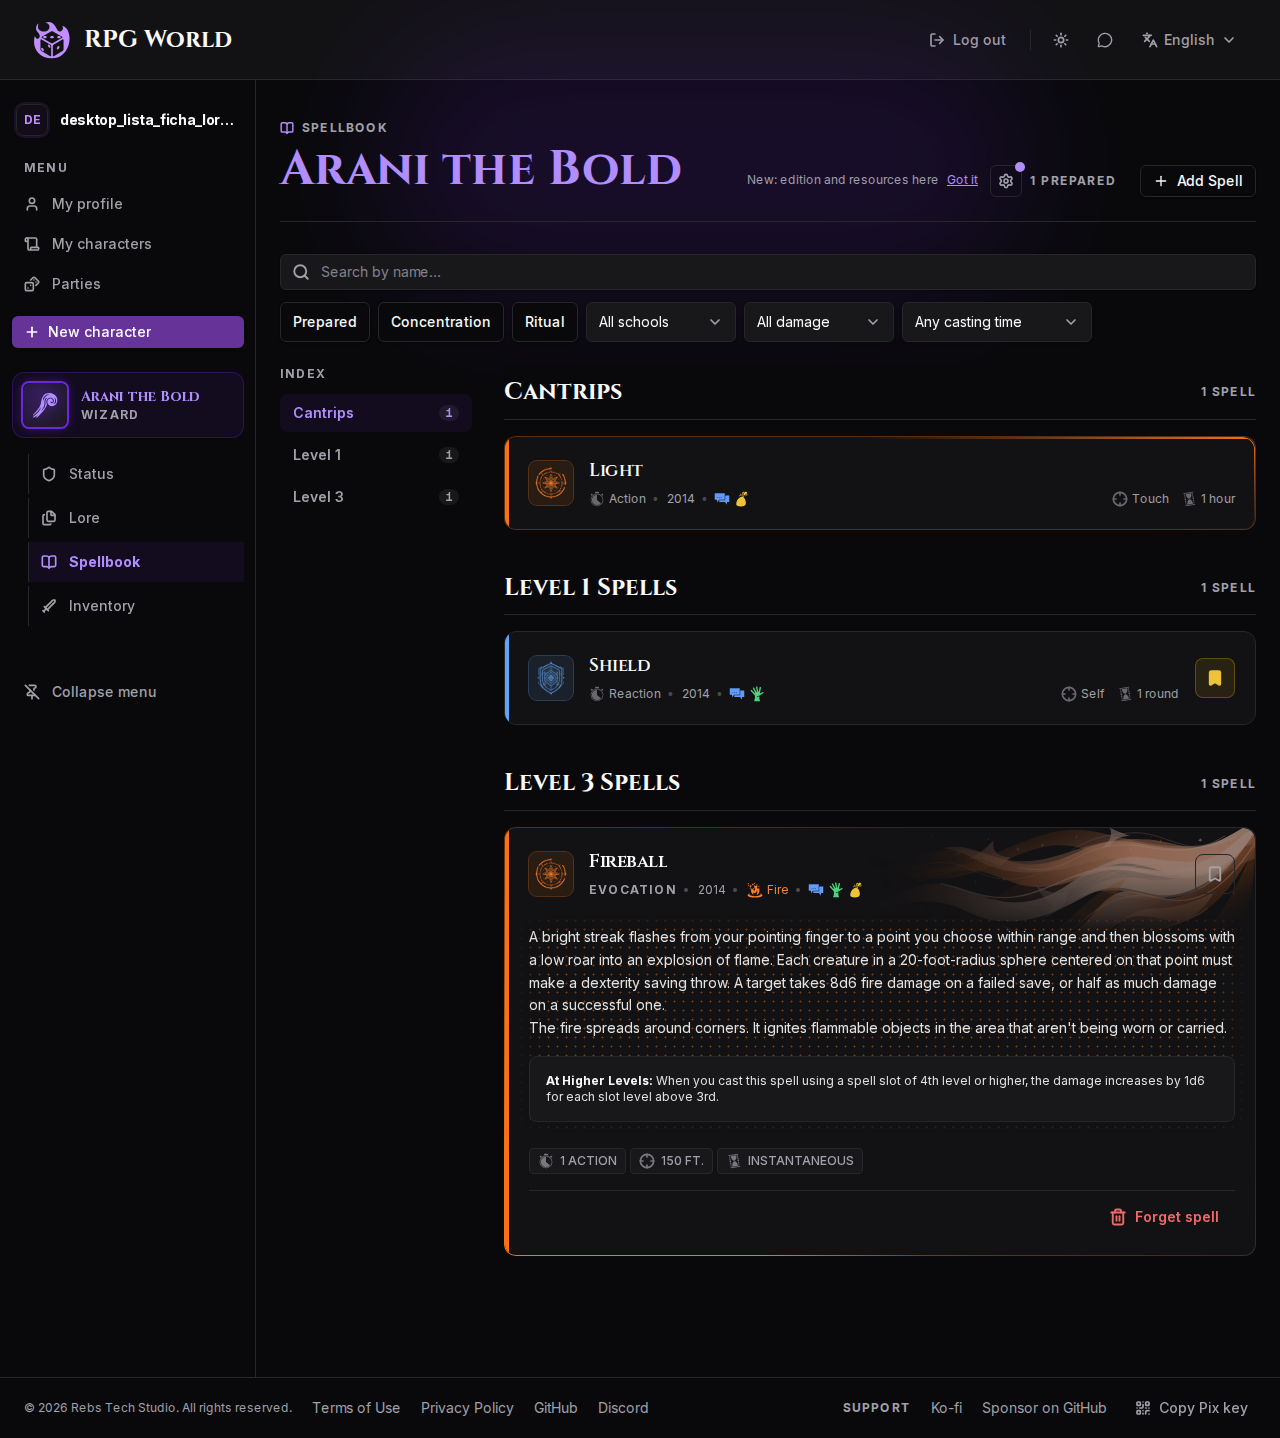 RPG World
Log out
English
DE desktop_lista_ficha_lor...
MENU
My profile
My characters
Parties
New character
Arani the Bold
WIZARD
Status
Lore
Spellbook
Inventory
Collapse menu
SPELLBOOK
Arani the Bold
New: edition and resources here Got it
1 PREPARED
Add Spell
Search by name...
Prepared Concentration Ritual All schools All damage Any casting time
INDEX
Cantrips 1
Level 1 1
Level 3 1
Cantrips 1 SPELL
Light
Action • 2014 • Touch 1 hour
Level 1 Spells 1 SPELL
Shield
Reaction • 2014 • Self 1 round
Level 3 Spells 1 SPELL
Fireball
EVOCATION • 2014 • Fire •
A bright streak flashes from your pointing finger to a point you choose within range and then blossoms with
a low roar into an explosion of flame. Each creature in a 20-foot-radius sphere centered on that point must
make a dexterity saving throw. A target takes 8d6 fire damage on a failed save, or half as much damage
on a successful one.
The fire spreads around corners. It ignites flammable objects in the area that aren't being worn or carried.
At Higher Levels: When you cast this spell using a spell slot of 4th level or higher, the damage increases by 1d6
for each slot level above 3rd.
1 ACTION 150 FT. INSTANTANEOUS
Forget spell
© 2026 Rebs Tech Studio. All rights reserved. Terms of Use Privacy Policy GitHub Discord SUPPORT Ko-fi Sponsor on GitHub Copy Pix key